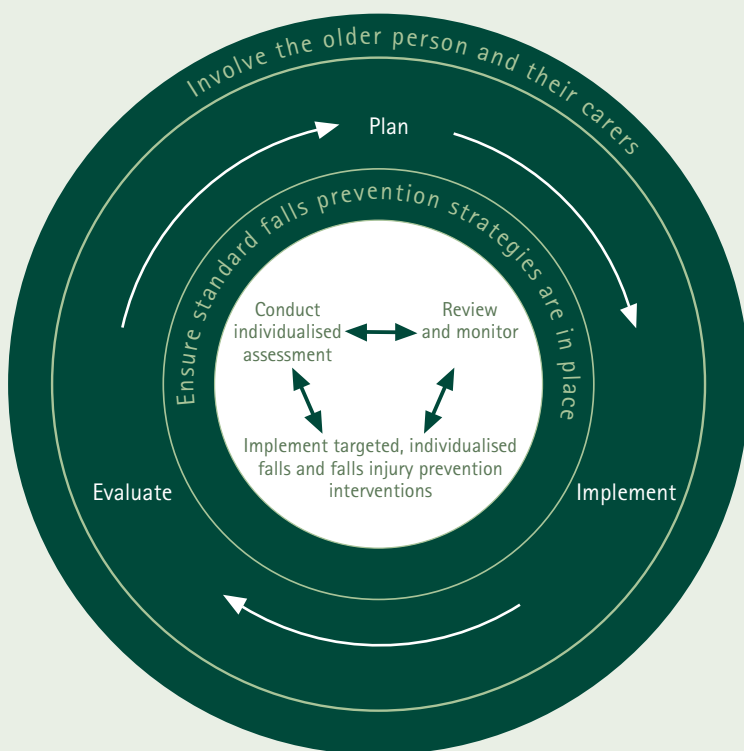 Involve the older person and their carers
Plan
Ensure standard falls prevention strategies are in place
Conduct
individualised
assessment
Review
and monitor
Implement targeted, individualised
falls and falls injury prevention
interventions
Evaluate
Implement